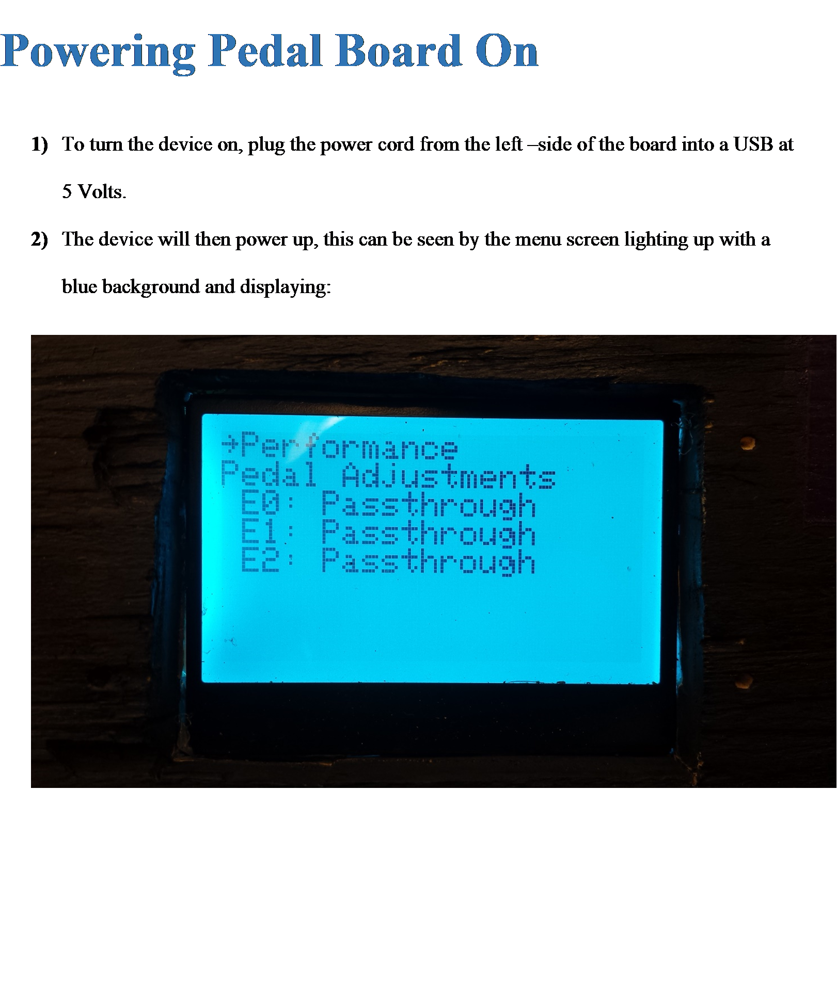 Powering Pedal Board On
1) To turn the device on, plug the power cord from the left –side of the board into a USB at
5 Volts.
2) The device will then power up, this can be seen by the menu screen lighting up with a
blue background and displaying:
→Performance
Pedal Adjustments
E0: Passthrough
E1: Passthrough
E2: Passthrough